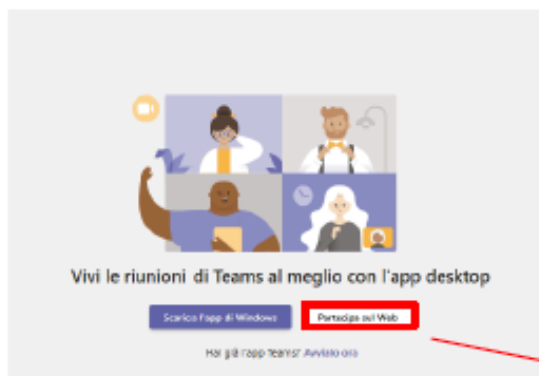 Vivi le riunioni di Teams al meglio con l'app desktop
Scarica l'app di Windows
Partecipa sul Web
Hai già l'app Teams? Avvialo ora